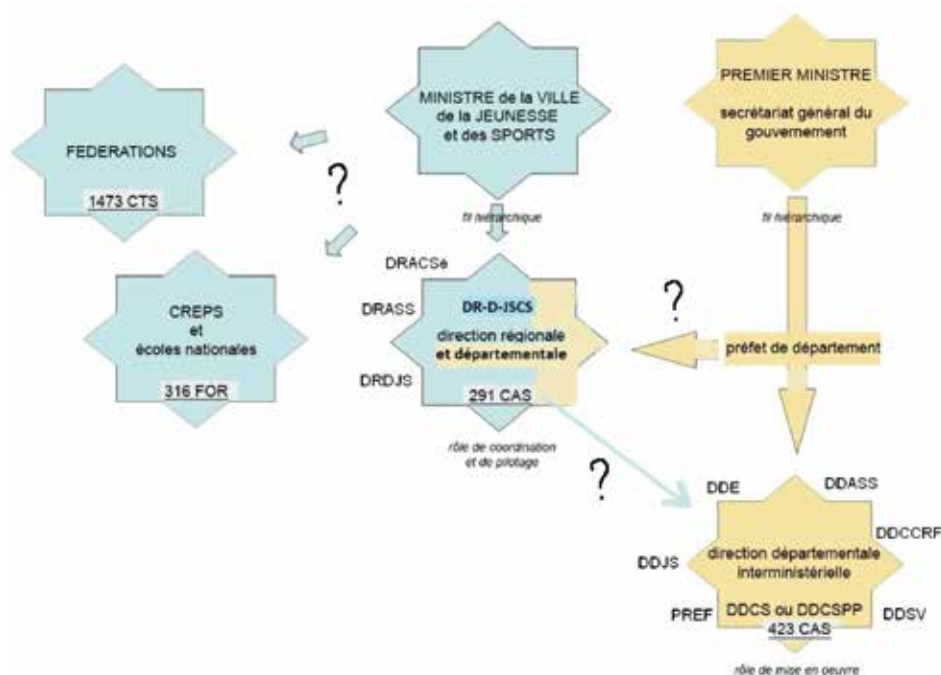 MINISTRE de la VILLE
de la JEUNESSE
et des SPORTS
PREMIER MINISTRE
secrétariat général du
gouvernement
FEDERATIONS
1473 CTS
?
fil hiérarchique
fil hiérarchique
CREPS
et
écoles nationales
316 FOR
DRACSé
DRASS
DRDJS
DR-D-JSCS
direction régionale
et départementale
291 CAS
rôle de coordination
et de pilotage
?
préfet de département
?
DDE
DDASS
DDCCRF
DDJS
direction départementale
interministérielle
PREF
DDCS ou DDCSPP
423 CAS
DDSV
rôle de mise en oeuvre